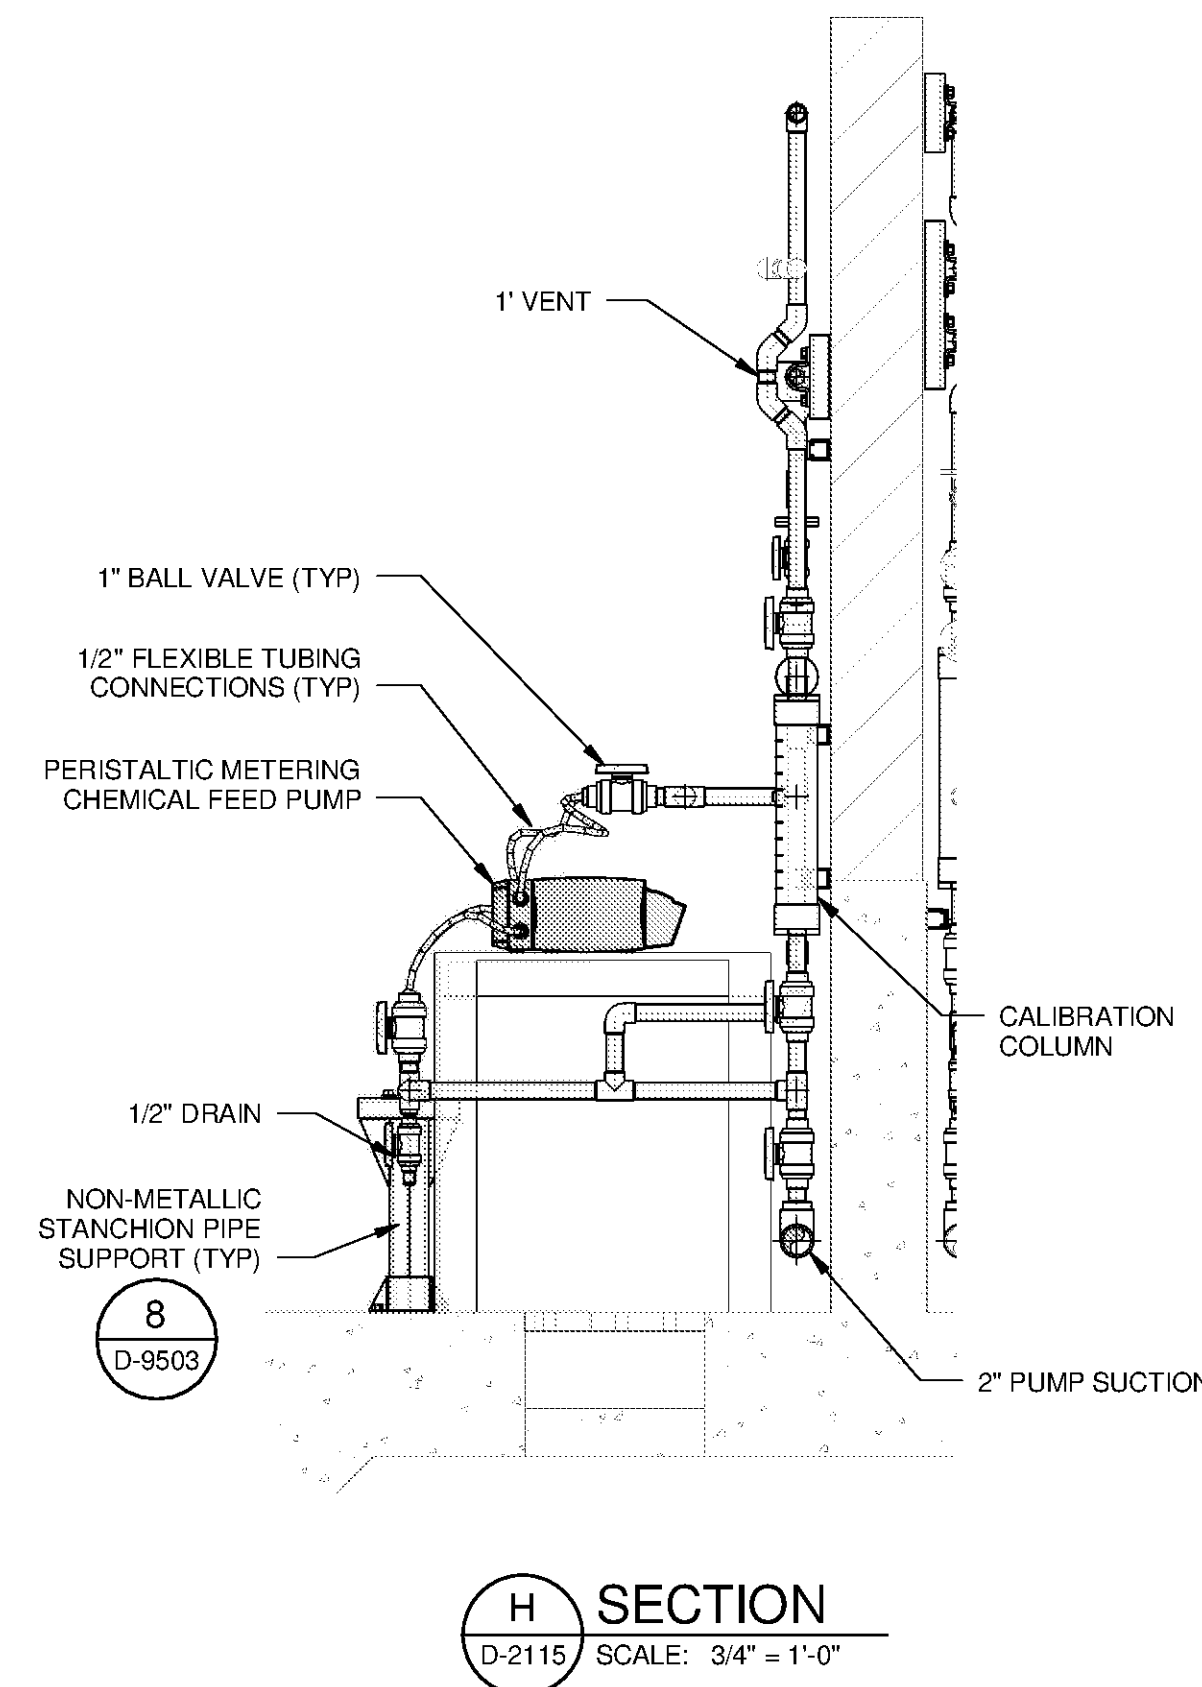 1' VENT
1" BALL VALVE (TYP)
1/2" FLEXIBLE TUBING
CONNECTIONS (TYP)
PERISTALTIC METERING
CHEMICAL FEED PUMP
CALIBRATION
COLUMN
1/2" DRAIN
NON-METALLIC
STANCHION PIPE
SUPPORT (TYP)
8
D-9503
2" PUMP SUCTION
H
D-2115
SECTION
SCALE: 3/4" = 1'-0"